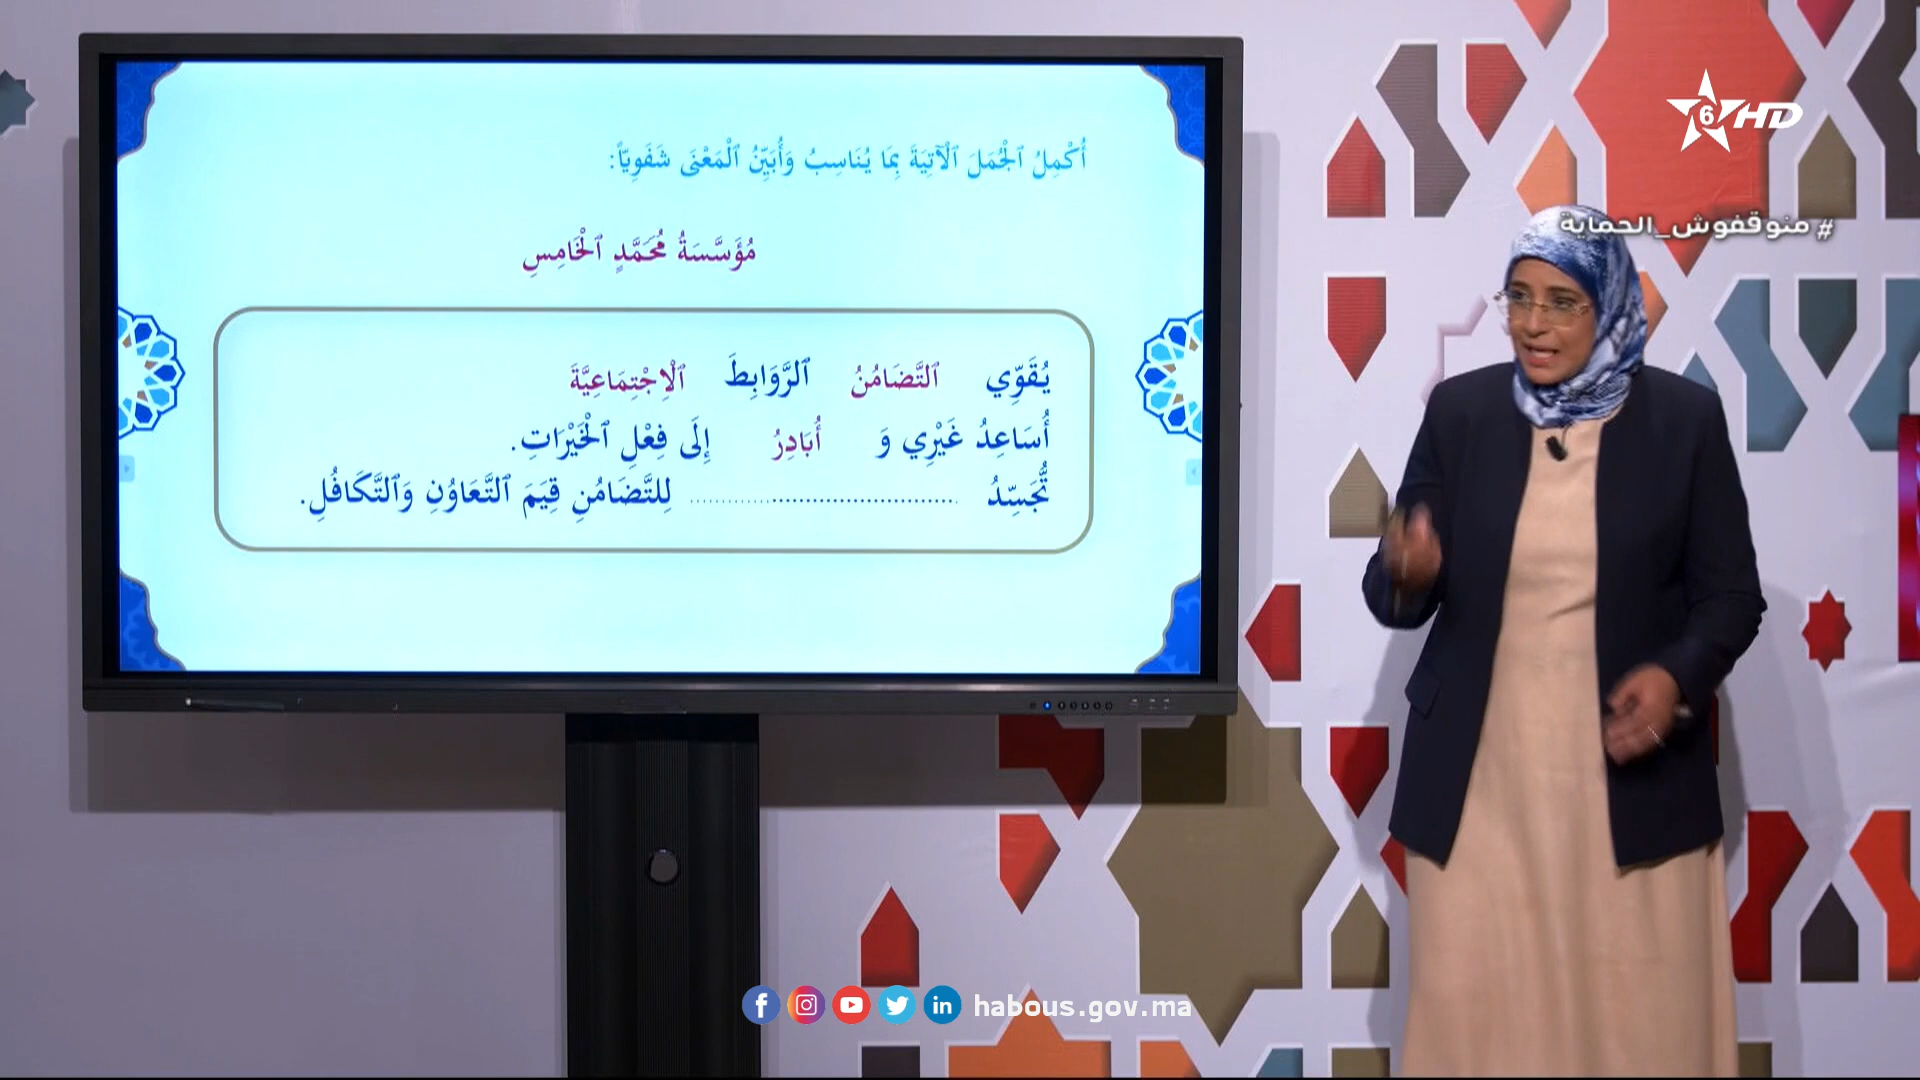 أُكْمِلُ ٱلْجُمَلَ ٱلْآتِيَةَ بِمَا يُنَاسِبُ وَأُبَيِّنُ ٱلْمَعْنَى شَفَوِيّاً:
مُؤَسَّسَةُ مُحَمَّدٍ ٱلْخَامِسِ
يُقَوِّي ٱلتَّضَامُنُ ٱلرَّوَابِطَ ٱلْاِجْتِمَاعِيَّةَ
أُسَاعِدُ غَيْرِي وَ أُبَادِرُ إِلَى فِعْلِ ٱلْخَيْرَاتِ.
تُّجَسِّدُ ........................................ لِلتَّضَامُنِ قِيَمَ ٱلتَّعَاوُنِ وَٱلتَّكَافُلِ.
6 HD
# منوقفوش_الحماية
habous.gov.ma